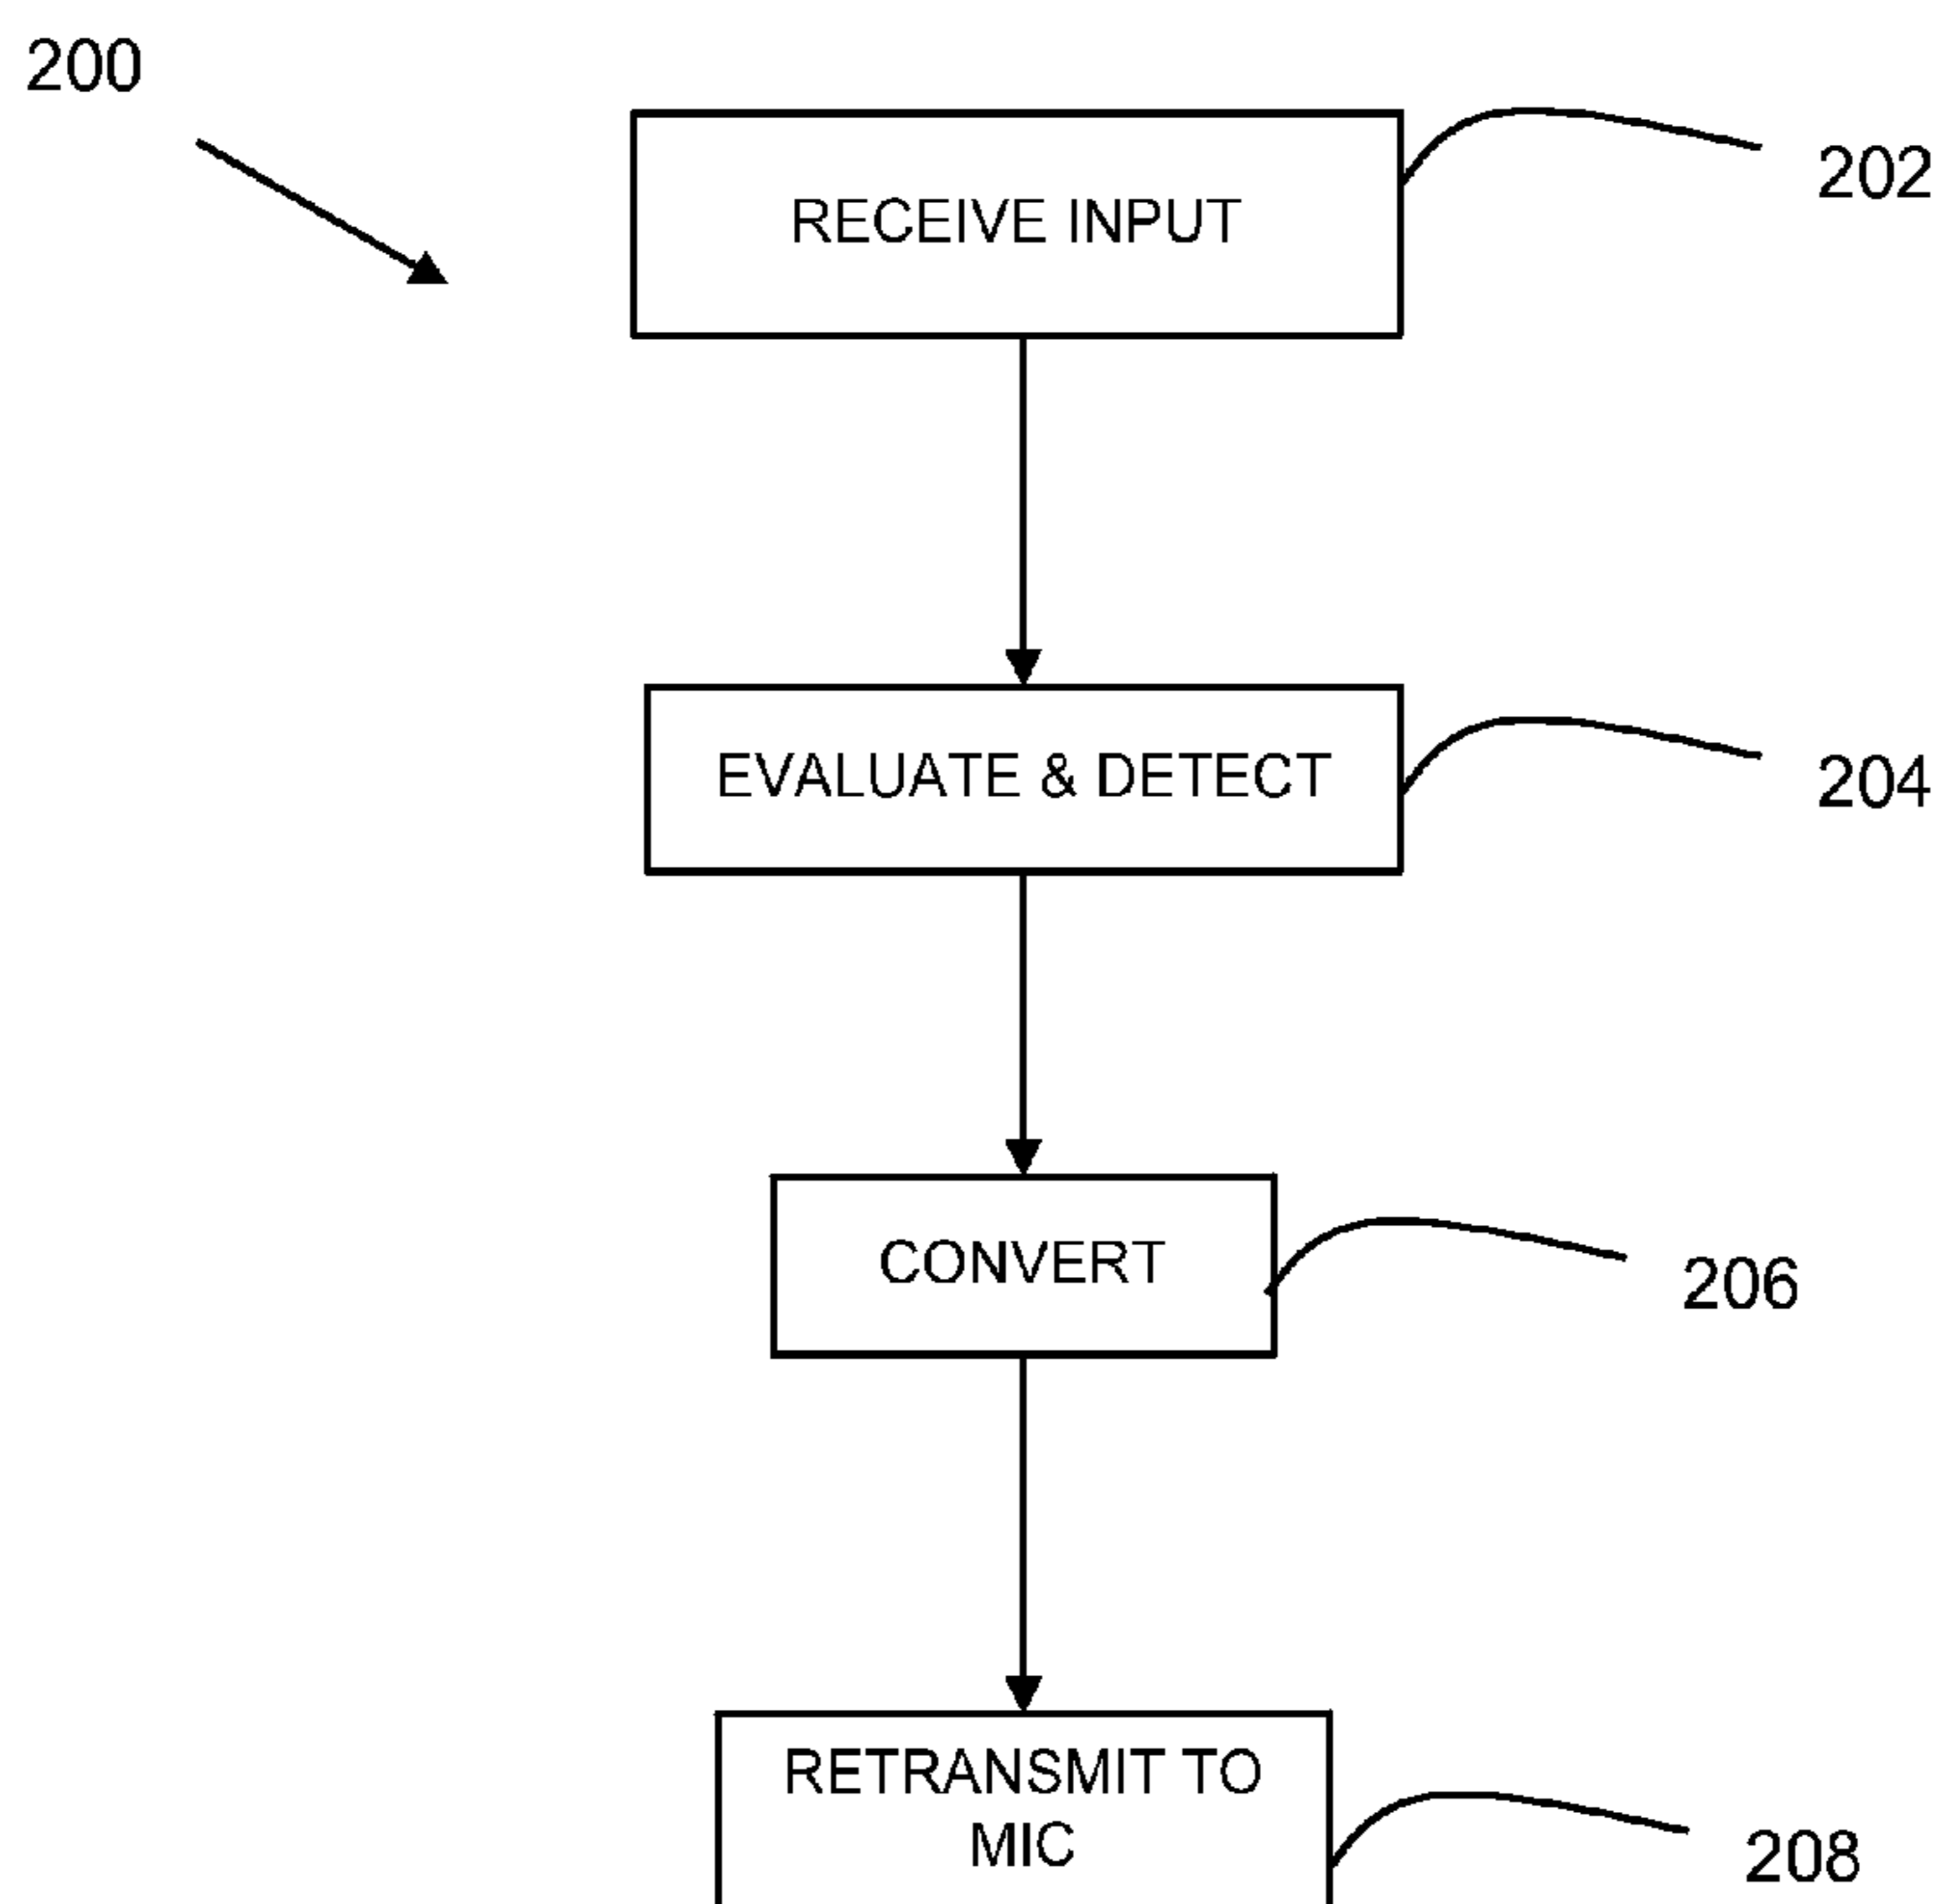 200
RECEIVE INPUT
202
EVALUATE & DETECT
204
CONVERT
206
RETRANSMIT TO
MIC
208